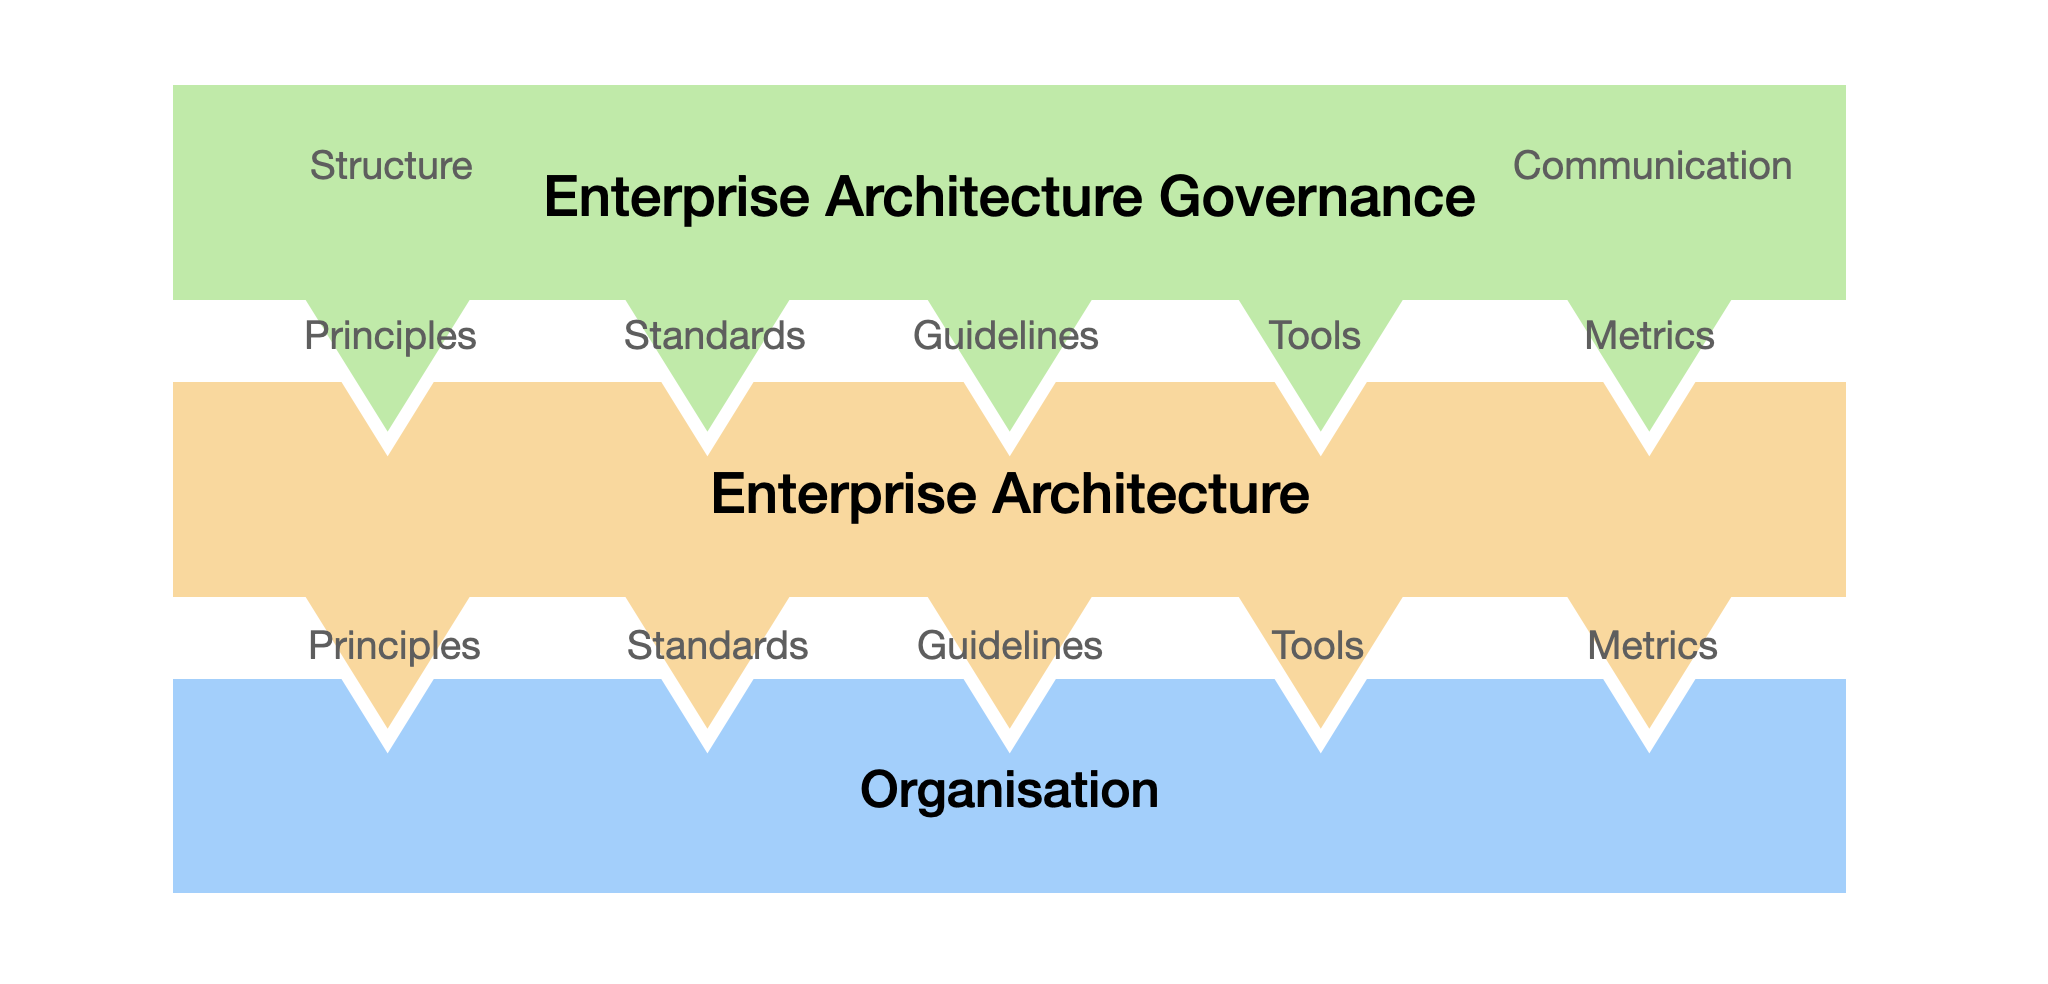 Structure
Enterprise Architecture Governance
Communication
Principles
Standards
Guidelines
Tools
Metrics
Enterprise Architecture
Principles
Standards
Guidelines
Tools
Metrics
Organisation